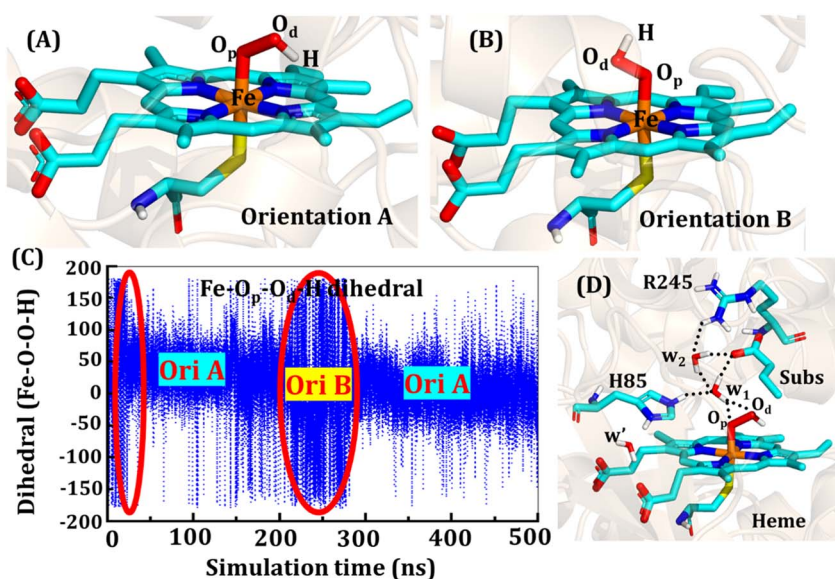 (A)
O_d
O_p
H
Fe
Orientation A
(B)
H
O_d
O_p
Fe
Orientation B
(C)
Fe-O_p-O_d-H dihedral
Dihedral (Fe-O-O-H)
200
150
100
50
0
-50
-100
-150
-200
Ori A
Ori B
Ori A
0 100 200 300 400 500
Simulation time (ns)
(D)
R245
w_2
Subs
H85
w_1
O_d
O_p
w'
Heme